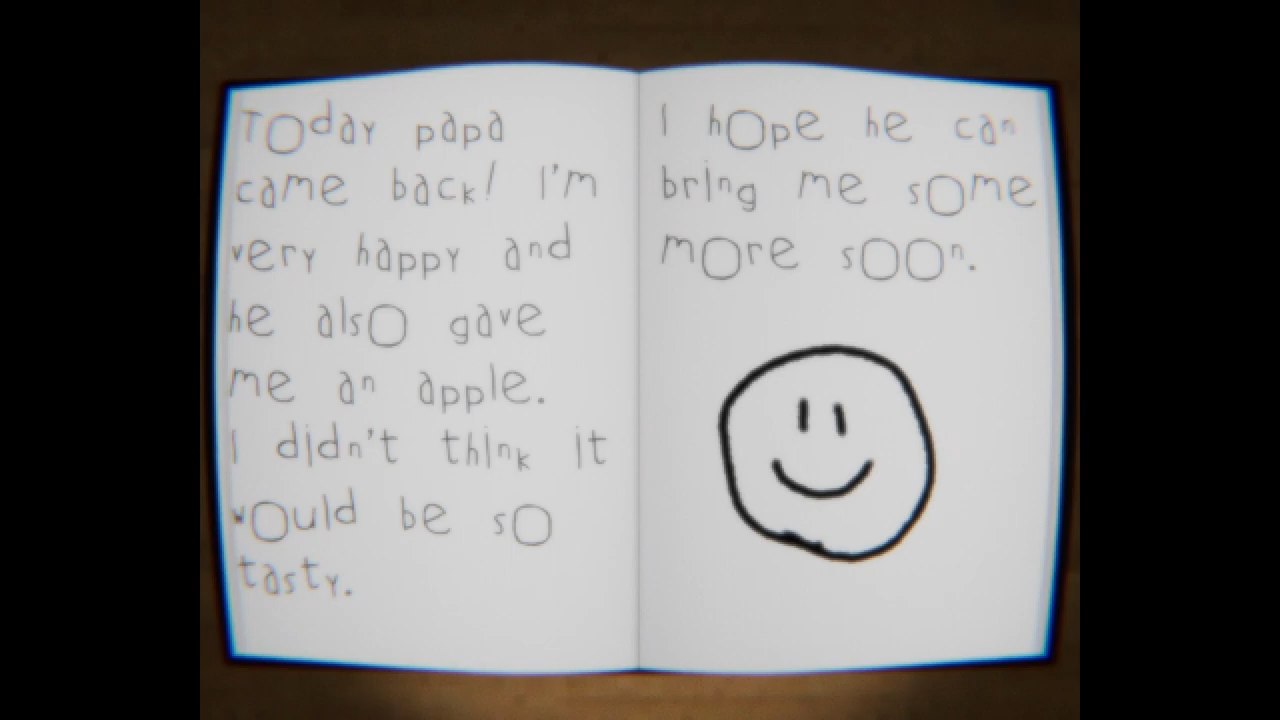 Today papa
came back! I'm
very happy and
he also gave
me an apple.
I didn't think it
would be so
tasty.
I hope he can
bring me some
more soon.